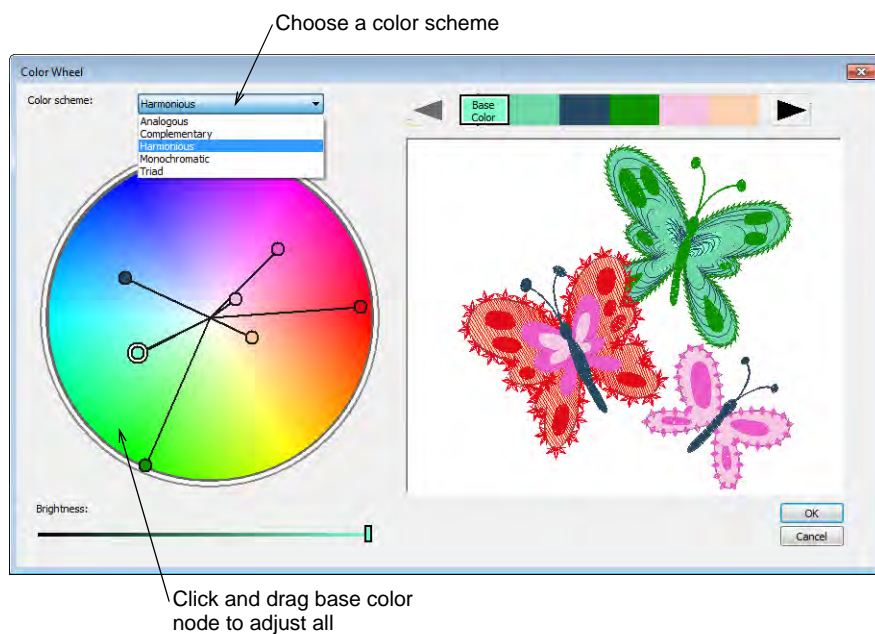 Choose a color scheme
Color Wheel
Color scheme:
Harmonious
Analogous
Complementary
Harmonious
Monochromatic
Triad
Base
Color
Brightness:
OK
Cancel
Click and drag base color
node to adjust all